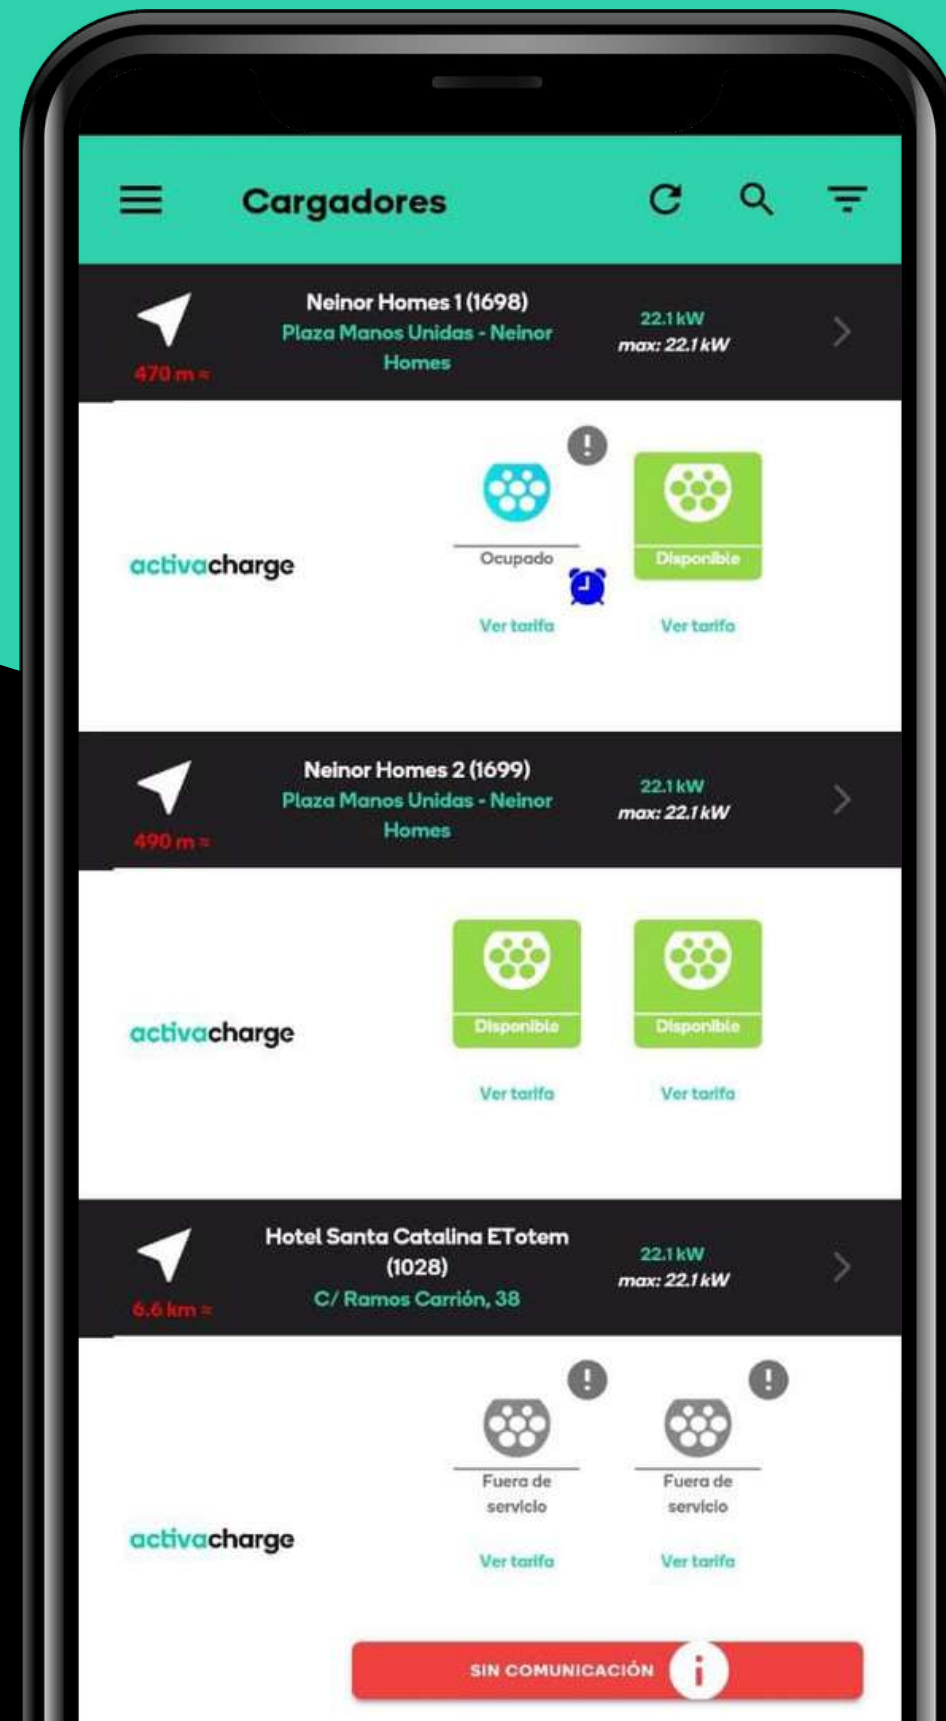 Cargadores
Neinor Homes 1 (1698)
Plaza Manos Unidas - Neinor
Homes
22.1 kW
max: 22.1 kW
470 m ≈
activacharge
Ocupado
Disponible
Ver tarifa
Ver tarifa
Neinor Homes 2 (1699)
Plaza Manos Unidas - Neinor
Homes
22.1 kW
max: 22.1 kW
490 m ≈
activacharge
Disponible
Disponible
Ver tarifa
Ver tarifa
Hotel Santa Catalina ETotem
(1028)
C/ Ramos Carrión, 38
22.1 kW
max: 22.1 kW
6.6 km ≈
activacharge
Fuera de
servicio
Fuera de
servicio
Ver tarifa
Ver tarifa
SIN COMUNICACIÓN